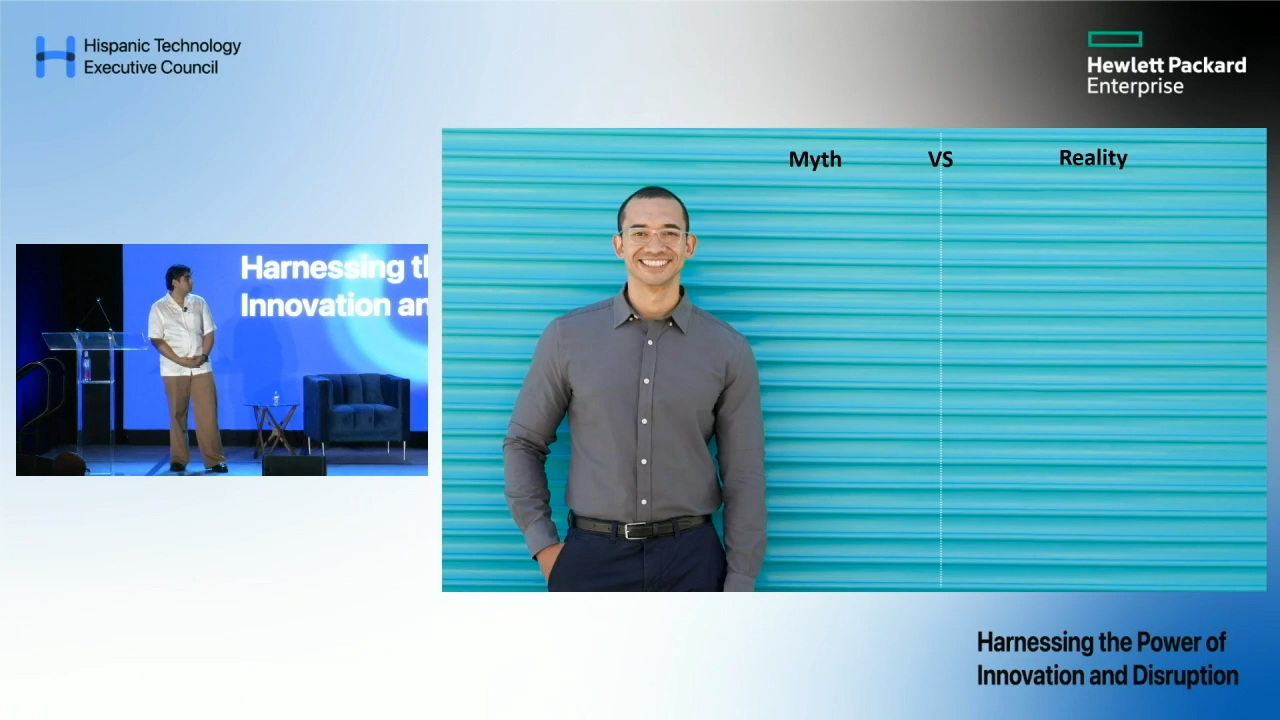 Hispanic Technology
Executive Council
Hewlett Packard
Enterprise
Myth VS Reality
Harnessing t
Innovation an
Harnessing the Power of
Innovation and Disruption